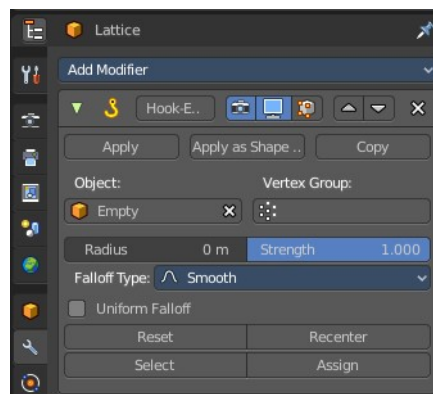 Lattice
Add Modifier
Hook-E..
Apply Apply as Shape .. Copy
Object: Vertex Group:
Empty
Radius 0 m Strength 1.000
Falloff Type: Smooth
Uniform Falloff
Reset Recenter
Select Assign